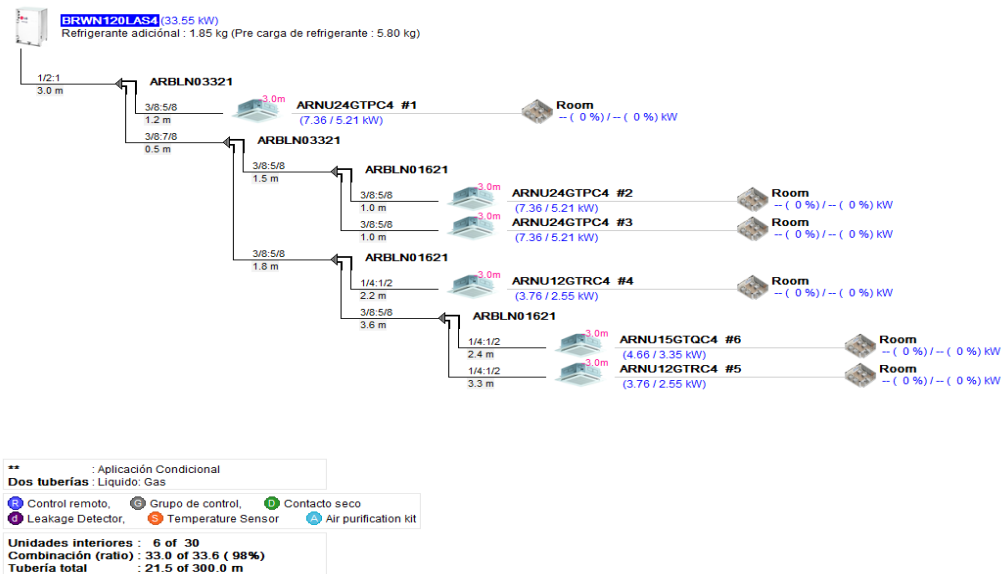 BRWN120LAS4 (33.55 kW)
Refrigerante adiciónal : 1.85 kg (Pre carga de refrigerante : 5.80 kg)
1/2:1
3.0 m
ARBLN03321
3/8:5/8
1.2 m
3.0m
ARNU24GTPC4 #1
(7.36 / 5.21 kW)
Room
-- ( 0 %) / -- ( 0 %) kW
3/8:7/8
0.5 m
ARBLN03321
3/8:5/8
1.5 m
ARBLN01621
3/8:5/8
1.0 m
3.0m
ARNU24GTPC4 #2
(7.36 / 5.21 kW)
Room
-- ( 0 %) / -- ( 0 %) kW
3/8:5/8
1.0 m
3.0m
ARNU24GTPC4 #3
(7.36 / 5.21 kW)
Room
-- ( 0 %) / -- ( 0 %) kW
3/8:5/8
1.8 m
ARBLN01621
1/4:1/2
2.2 m
3.0m
ARNU12GTRC4 #4
(3.76 / 2.55 kW)
Room
-- ( 0 %) / -- ( 0 %) kW
3/8:5/8
3.6 m
ARBLN01621
1/4:1/2
2.4 m
3.0m
ARNU15GTQC4 #6
(4.66 / 3.35 kW)
Room
-- ( 0 %) / -- ( 0 %) kW
1/4:1/2
3.3 m
3.0m
ARNU12GTRC4 #5
(3.76 / 2.55 kW)
Room
-- ( 0 %) / -- ( 0 %) kW
** : Aplicación Condicional
Dos tuberías : Liquido: Gas
R Control remoto, G Grupo de control, D Contacto seco
d Leakage Detector, S Temperature Sensor A Air purification kit
Unidades interiores : 6 of 30
Combinación (ratio) : 33.0 of 33.6 ( 98%)
Tubería total : 21.5 of 300.0 m